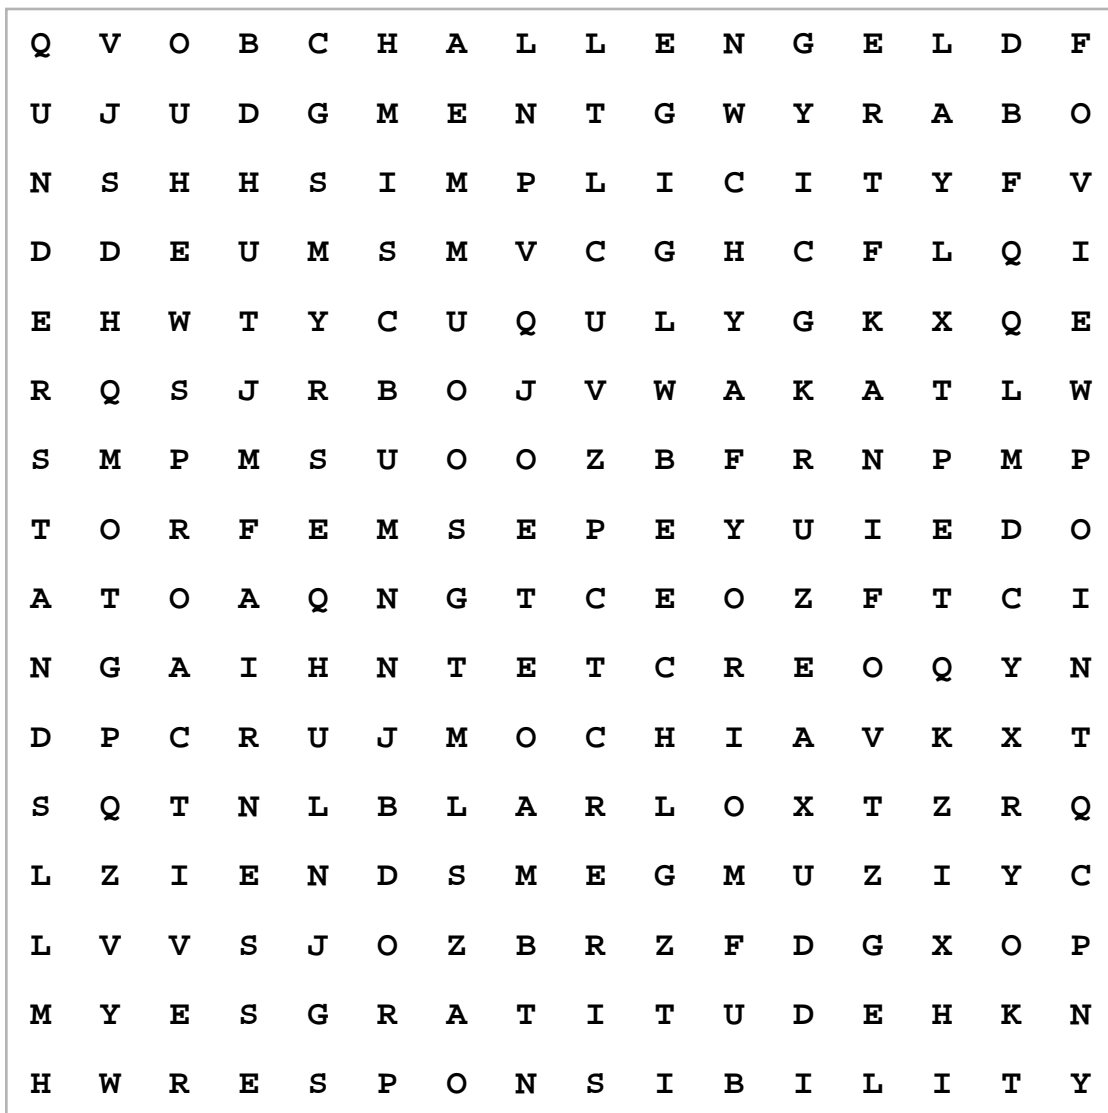 Q V O B C H A L L E N G E L D F
U J U D G M E N T G W Y R A B O
N S H H S I M P L I C I T Y F V
D D E U M S M V C G H C F L Q I
E H W T Y C U Q U L Y G K X Q E
R Q S J R B O J V W A K A T L W
S M P M S U O O Z B F R N P M P
T O R F E M S E P E Y U I E D O
A T O A Q N G T C E O Z F T C I
N G A I H N T E T C R E O Q Y N
D P C R U J M O C H I A V K X T
S Q T N L B L A R L O X T Z R Q
L Z I E N D S M E G M U Z I Y C
L V V S J O Z B R Z F D G X O P
M Y E S G R A T I T U D E H K N
H W R E S P O N S I B I L I T Y